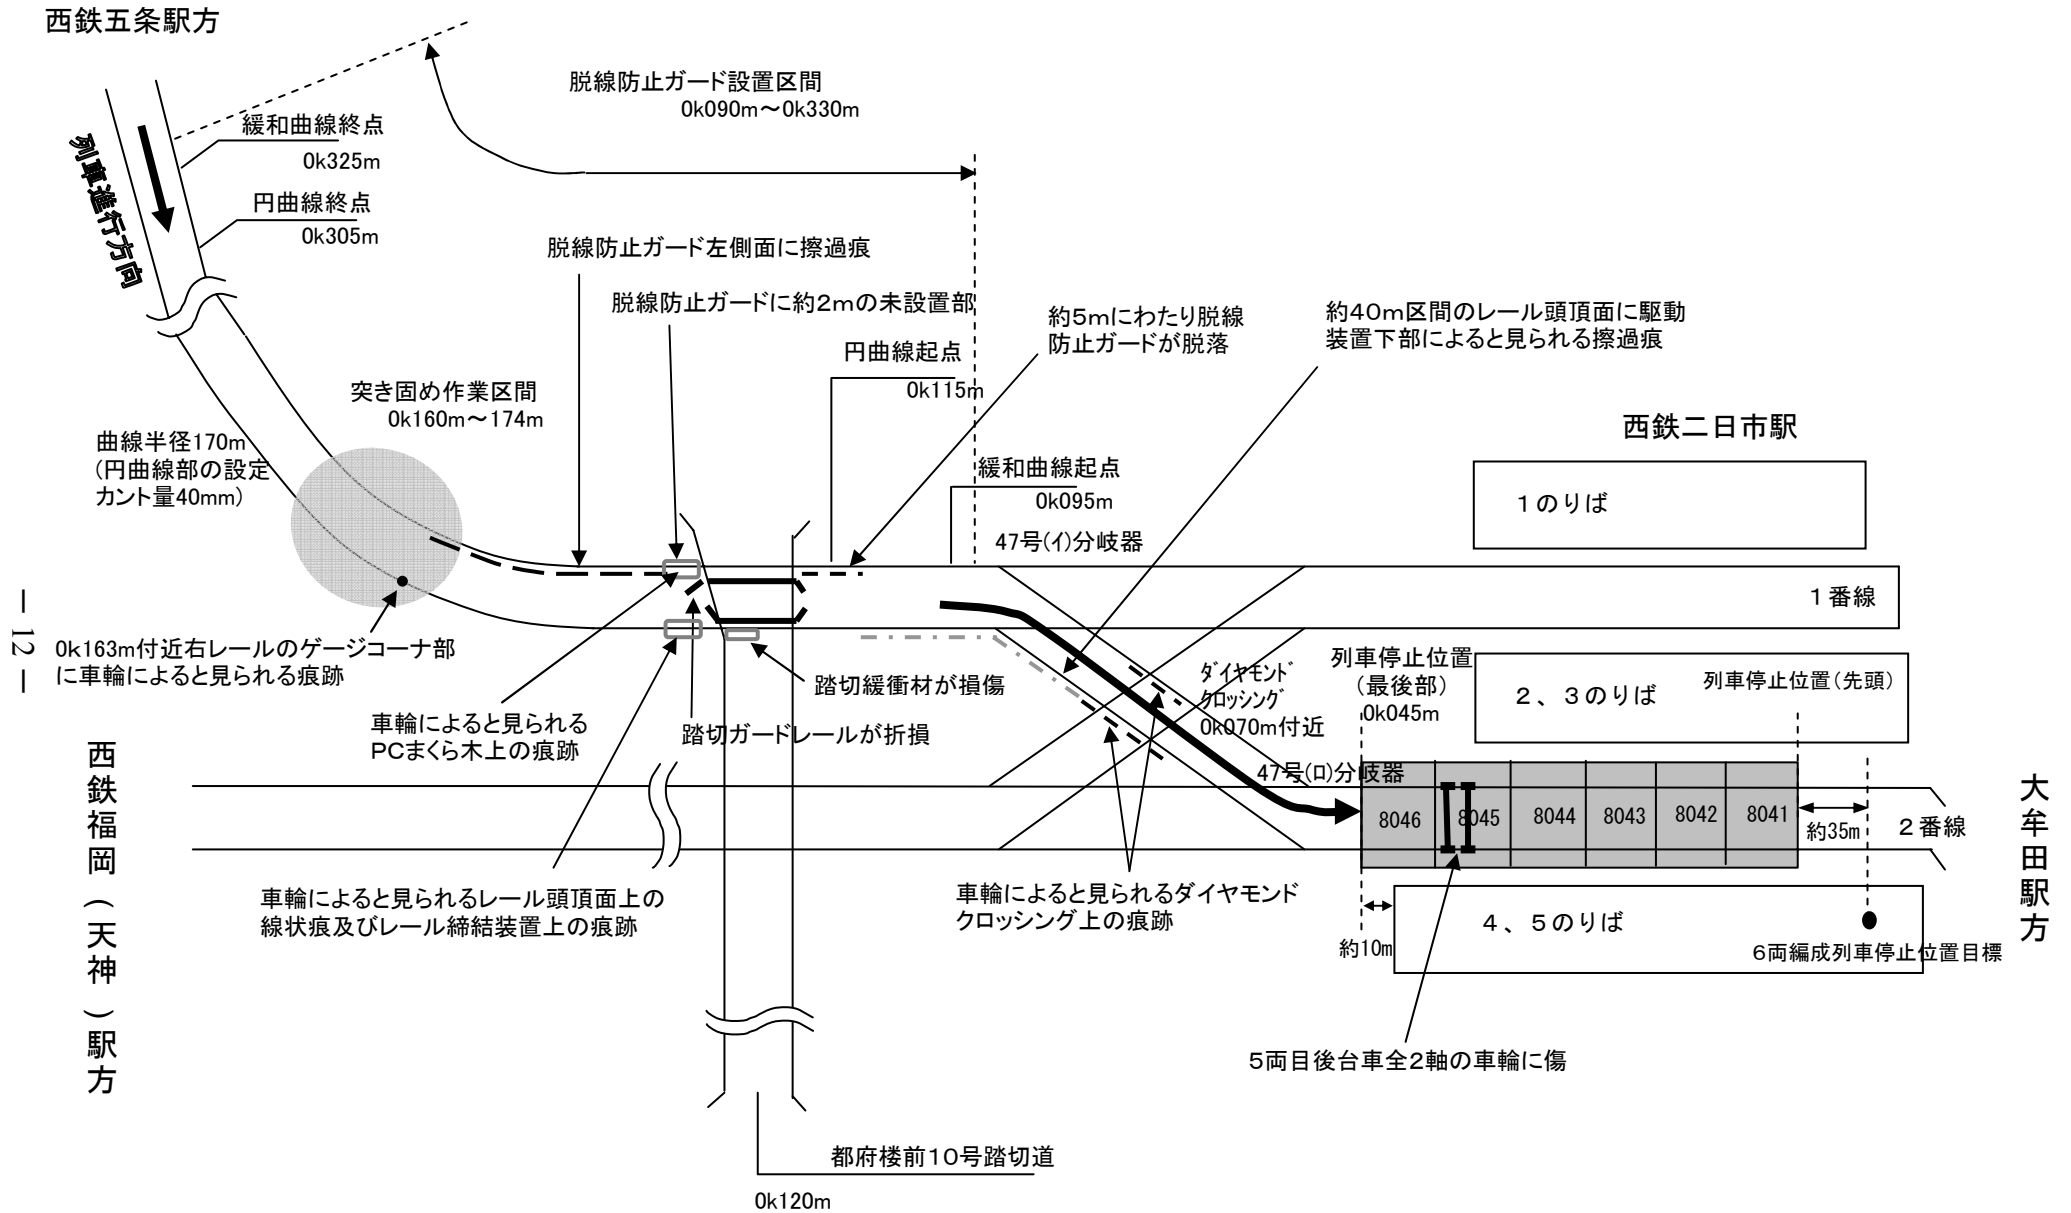 西鉄五条駅方
脱線防止ガード設置区間
0k090m～0k330m
緩和曲線終点
0k325m
列車進行方向
円曲線終点
0k305m
脱線防止ガード左側面に擦過痕
脱線防止ガードに約2mの未設置部
約5mにわたり脱線
防止ガードが脱落
約40m区間のレール頭頂面に駆動
装置下部によると見られる擦過痕
円曲線起点
0k115m
突き固め作業区間
0k160m～174m
曲線半径170m
(円曲線部の設定
カント量40mm)
西鉄二日市駅
緩和曲線起点
0k095m
1のりば
47号(イ)分岐器
1番線
－12－
0k163m付近右レールのゲージコーナ部
に車輪によると見られる痕跡
踏切緩衝材が損傷
ダイヤモンド
クロッシング
0k070m付近
列車停止位置
(最後部)
0k045m
2、3のりば
列車停止位置(先頭)
車輪によると見られる
PCまくら木上の痕跡
踏切ガードレールが折損
47号(ロ)分岐器
西鉄福岡(天神)駅方
8046
8045
8044
8043
8042
8041
約35m
2番線
大牟田駅方
車輪によると見られるレール頭頂面上の
線状痕及びレール締結装置上の痕跡
車輪によると見られるダイヤモンド
クロッシング上の痕跡
約10m
4、5のりば
6両編成列車停止位置目標
5両目後台車全2軸の車輪に傷
都府楼前10号踏切道
0k120m